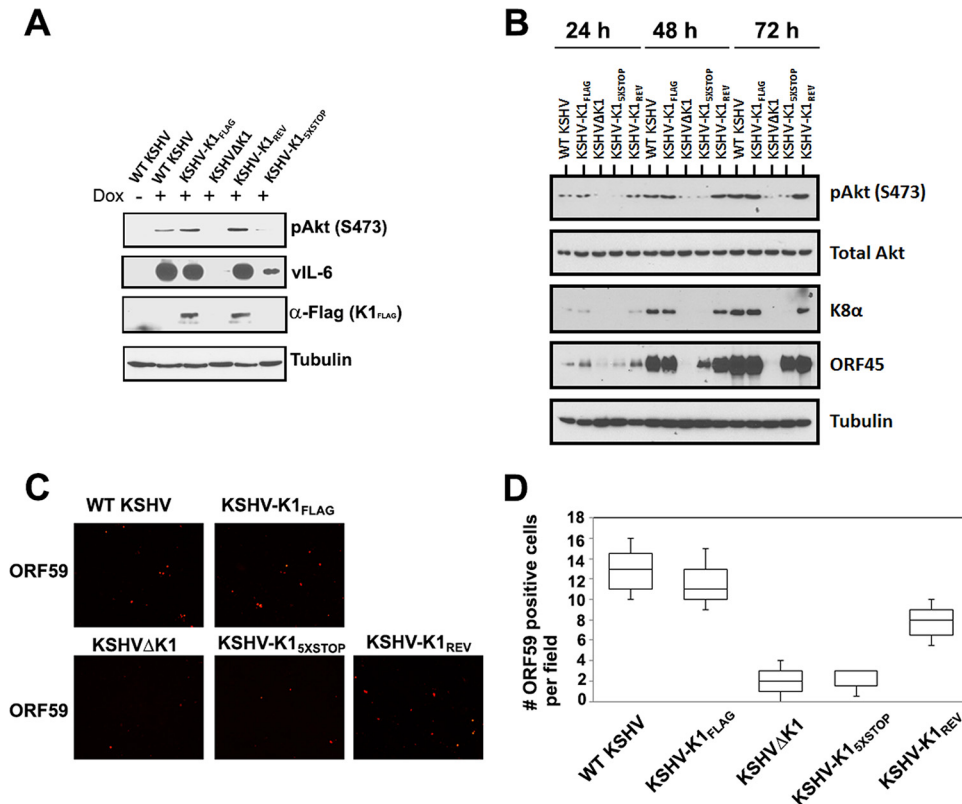 A
WT KSHV
WT KSHV
KSHV-K1FLAG
KSHVΔK1
KSHV-K1REV
KSHV-K15XSTOP
Dox - + + + + +
pAkt (S473)
vIL-6
α-Flag (K1FLAG)
Tubulin
B
24 h 48 h 72 h
WT KSHV
KSHV-K1FLAG
KSHVΔK1
KSHV-K15XSTOP
KSHV-K1REV
WT KSHV
KSHV-K1FLAG
KSHVΔK1
KSHV-K15XSTOP
KSHV-K1REV
WT KSHV
KSHV-K1FLAG
KSHVΔK1
KSHV-K15XSTOP
KSHV-K1REV
pAkt (S473)
Total Akt
K8α
ORF45
Tubulin
C
WT KSHV KSHV-K1FLAG
ORF59
KSHVΔK1 KSHV-K15XSTOP KSHV-K1REV
ORF59
D
# ORF59 positive cells
per field
18
16
14
12
10
8
6
4
2
0
WT KSHV
KSHV-K1FLAG
KSHVΔK1
KSHV-K15XSTOP
KSHV-K1REV